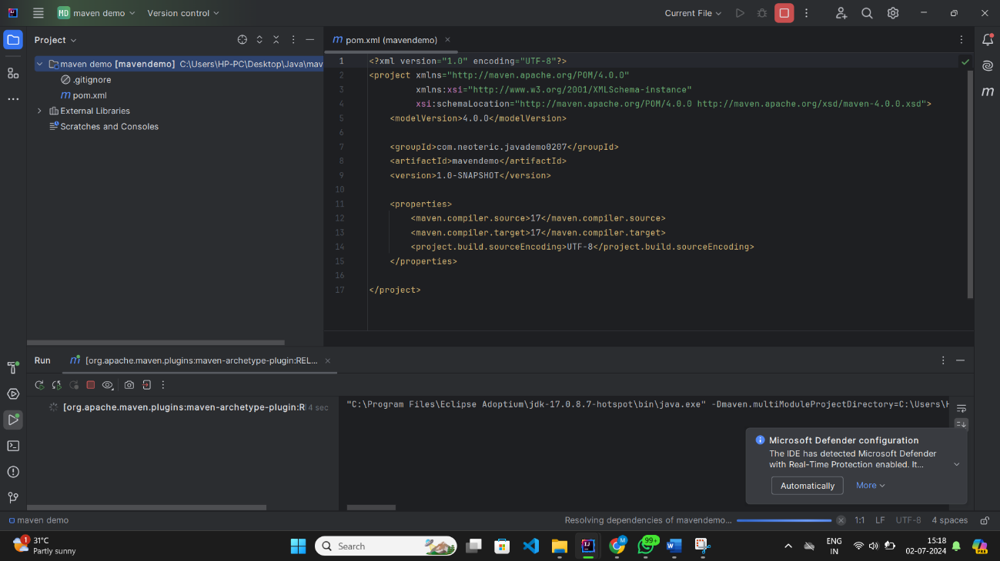 MD maven demo Version control Current File
Project
pom.xml (mavendemo)
maven demo [mavendemo] C:\Users\HP-PC\Desktop\Java\mav
.gitignore
m pom.xml
External Libraries
Scratches and Consoles
1 <?xml version="1.0" encoding="UTF-8"?>
2 <project xmlns="http://maven.apache.org/POM/4.0.0"
3 xmlns:xsi="http://www.w3.org/2001/XMLSchema-instance"
4 xsi:schemaLocation="http://maven.apache.org/POM/4.0.0 http://maven.apache.org/xsd/maven-4.0.0.xsd">
5 <modelVersion>4.0.0</modelVersion>
6
7 <groupId>com.neoteric.javademo0207</groupId>
8 <artifactId>mavendemo</artifactId>
9 <version>1.0-SNAPSHOT</version>
10
11 <properties>
12 <maven.compiler.source>17</maven.compiler.source>
13 <maven.compiler.target>17</maven.compiler.target>
14 <project.build.sourceEncoding>UTF-8</project.build.sourceEncoding>
15 </properties>
16
17 </project>
Run [org.apache.maven.plugins:maven-archetype-plugin:REL...
[org.apache.maven.plugins:maven-archetype-plugin:R 4 sec
"C:\Program Files\Eclipse Adoptium\jdk-17.0.8.7-hotspot\bin\java.exe" -Dmaven.multiModuleProjectDirectory=C:\Users\H
Microsoft Defender configuration
The IDE has detected Microsoft Defender
with Real-Time Protection enabled. It...
Automatically More
maven demo Resolving dependencies of mavendemo... 1:1 LF UTF-8 4 spaces
1 31°C
Partly sunny
Search
99+
ENG
IN
15:18
02-07-2024